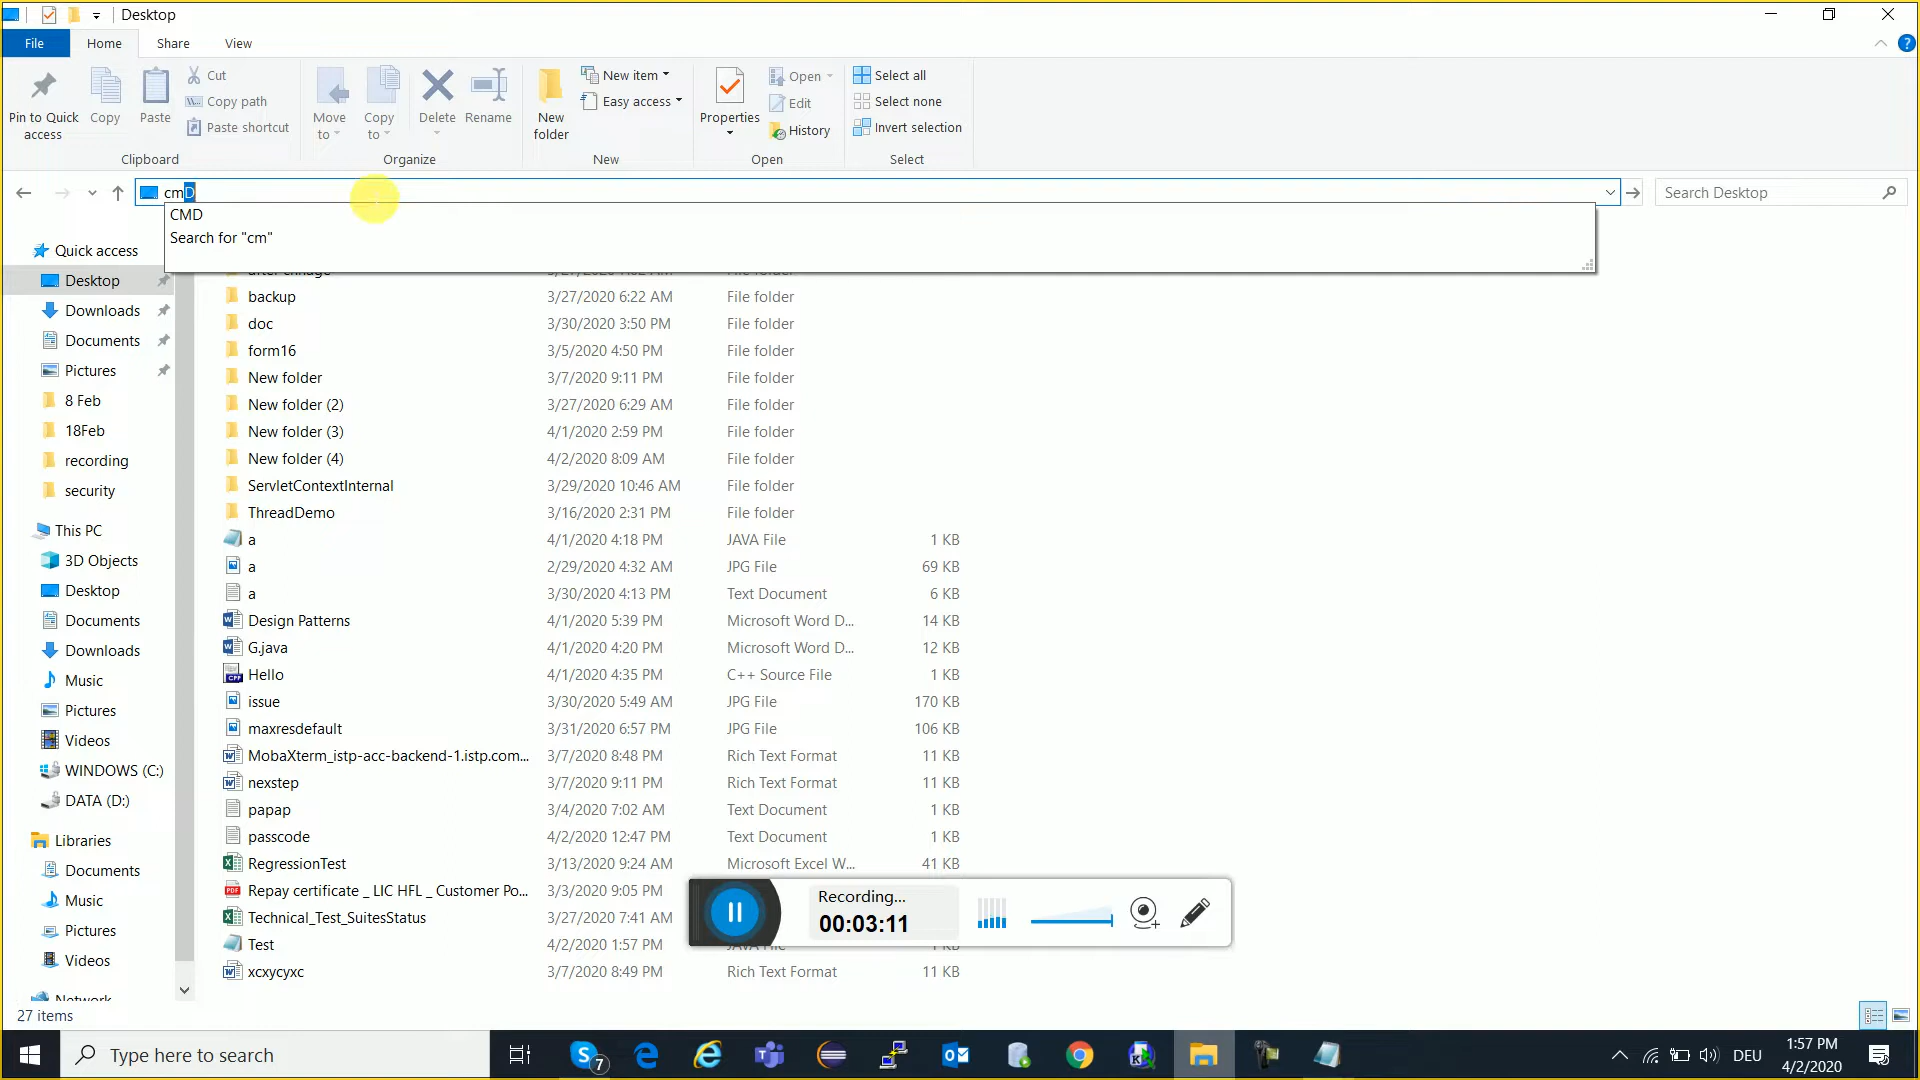 Desktop
File Home Share View
Pin to Quick access
Copy
Paste
Cut
Copy path
Paste shortcut
Clipboard
Move to
Copy to
Delete
Rename
Organize
New folder
New item
Easy access
New
Properties
Open
Edit
History
Open
Select all
Select none
Invert selection
Select
cmD
Search Desktop
CMD
Search for "cm"
Quick access
Desktop
Downloads
Documents
Pictures
8 Feb
18Feb
recording
security
This PC
3D Objects
Desktop
Documents
Downloads
Music
Pictures
Videos
WINDOWS (C:)
DATA (D:)
Libraries
Documents
Music
Pictures
Videos
Network
backup 3/27/2020 6:22 AM File folder
doc 3/30/2020 3:50 PM File folder
form16 3/5/2020 4:50 PM File folder
New folder 3/7/2020 9:11 PM File folder
New folder (2) 3/27/2020 6:29 AM File folder
New folder (3) 4/1/2020 2:59 PM File folder
New folder (4) 4/2/2020 8:09 AM File folder
ServletContextInternal 3/29/2020 10:46 AM File folder
ThreadDemo 3/16/2020 2:31 PM File folder
a 4/1/2020 4:18 PM JAVA File 1 KB
a 2/29/2020 4:32 AM JPG File 69 KB
a 3/30/2020 4:13 PM Text Document 6 KB
Design Patterns 4/1/2020 5:39 PM Microsoft Word D... 14 KB
G.java 4/1/2020 4:20 PM Microsoft Word D... 12 KB
Hello 4/1/2020 4:35 PM C++ Source File 1 KB
issue 3/30/2020 5:49 AM JPG File 170 KB
maxresdefault 3/31/2020 6:57 PM JPG File 106 KB
MobaXterm_istp-acc-backend-1.istp.com... 3/7/2020 8:48 PM Rich Text Format 11 KB
nexstep 3/7/2020 9:11 PM Rich Text Format 11 KB
papap 3/4/2020 7:02 AM Text Document 1 KB
passcode 4/2/2020 12:47 PM Text Document 1 KB
RegressionTest 3/13/2020 9:24 AM Microsoft Excel W... 41 KB
Repay certificate _ LIC HFL _ Customer Po... 3/3/2020 9:05 PM
Technical_Test_SuitesStatus 3/27/2020 7:41 AM
Test 4/2/2020 1:57 PM
xcxycyxc 3/7/2020 8:49 PM Rich Text Format 11 KB
Recording...
00:03:11
27 items
Type here to search
7
DEU
1:57 PM
4/2/2020